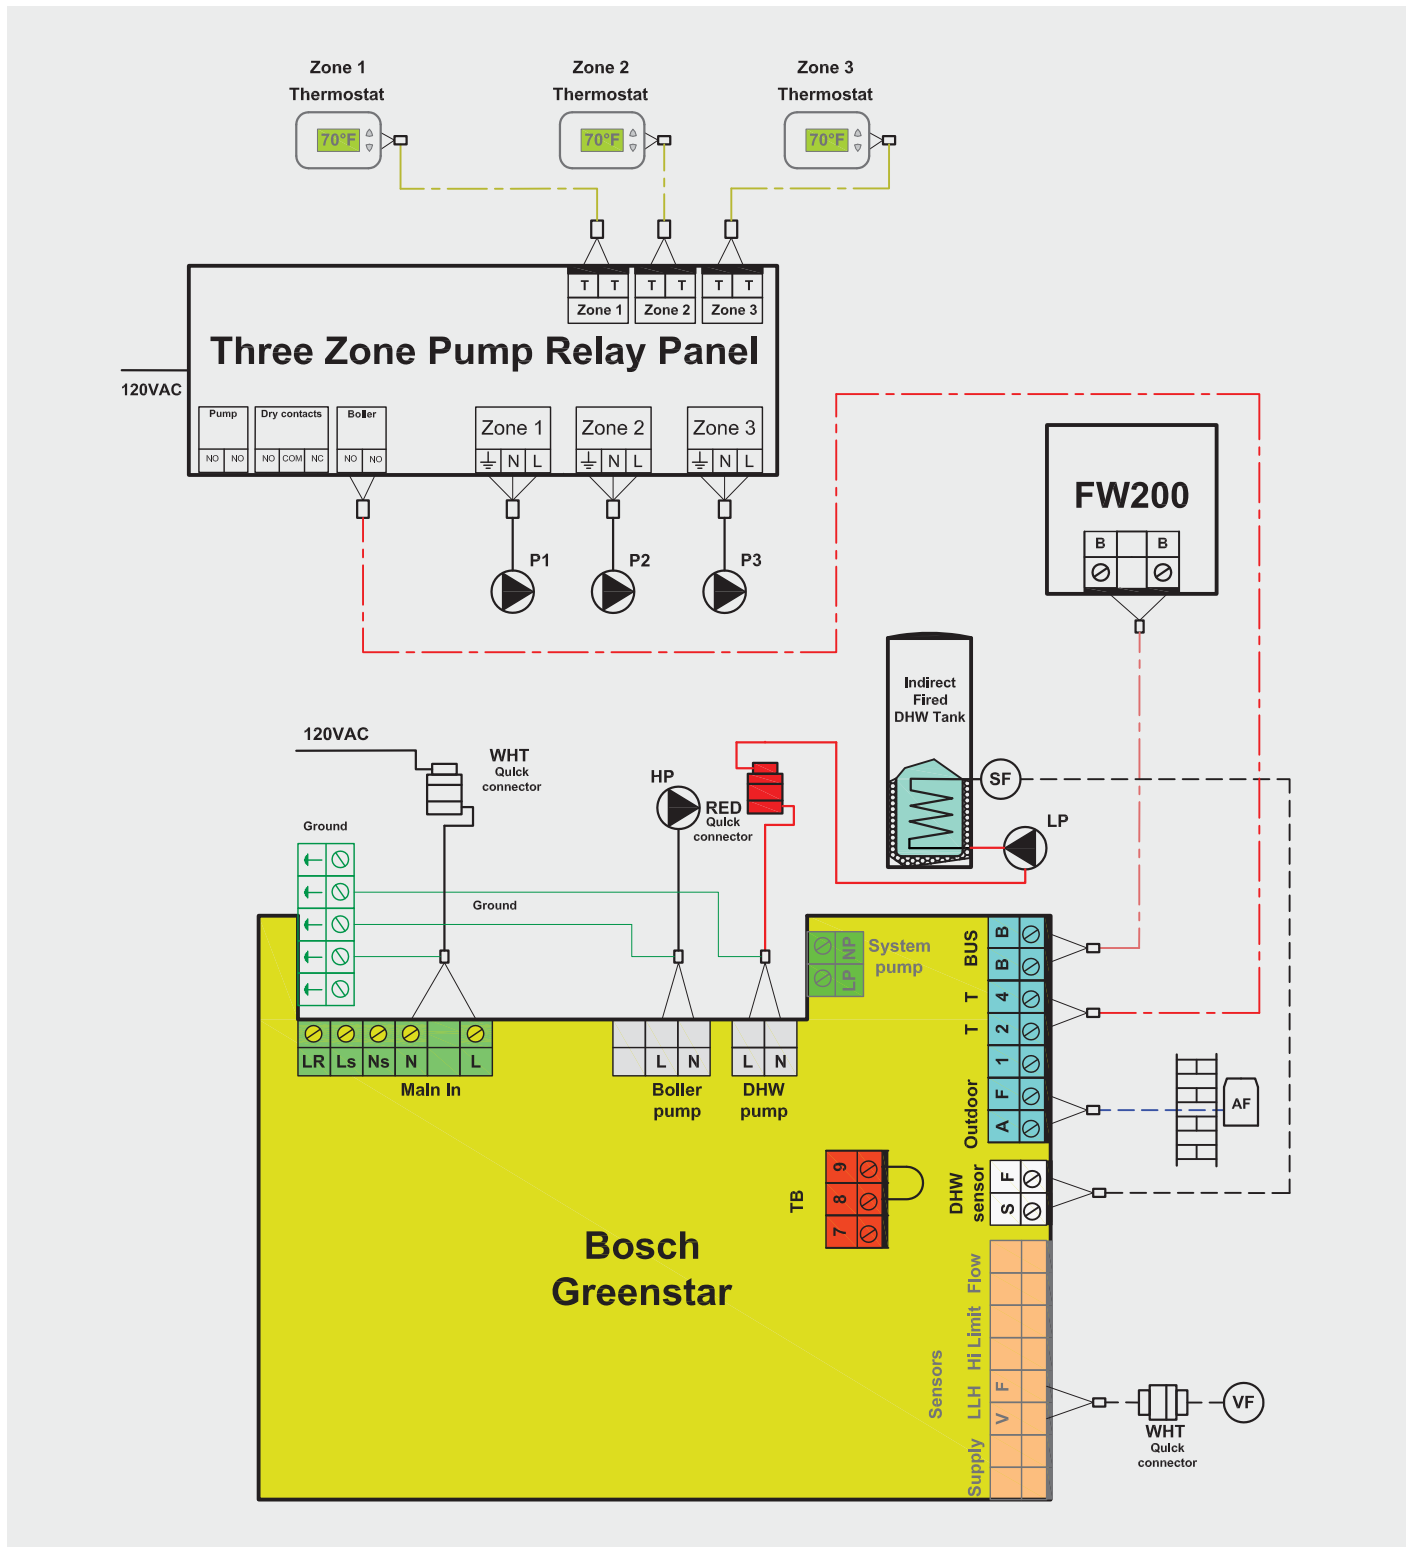 Zone 1
Thermostat
Zone 2
Thermostat
Zone 3
Thermostat
70°F
70°F
70°F
T T T T T T
Zone 1 Zone 2 Zone 3
Three Zone Pump Relay Panel
120VAC
Pump Dry contacts Boiler
NO NO NO COM NC NO NO
Zone 1 Zone 2 Zone 3
N L N L N L
P1 P2 P3
FW200
B B
Indirect
Fired
DHW Tank
SF
LP
120VAC
WHT
Quick
connector
HP
RED
Quick
connector
Ground
Ground
System
pump
NP
LP
LR Ls Ns N L
Main In
L N
Boiler
pump
L N
DHW
pump
BUS
B
B
T
4
T
2
1
Outdoor
F
A
AF
DHW
sensor
F
S
TB
9
8
7
Bosch
Greenstar
Sensors
Flow
Hi Limit
LLH
F
V
Supply
VF
WHT
Quick
connector